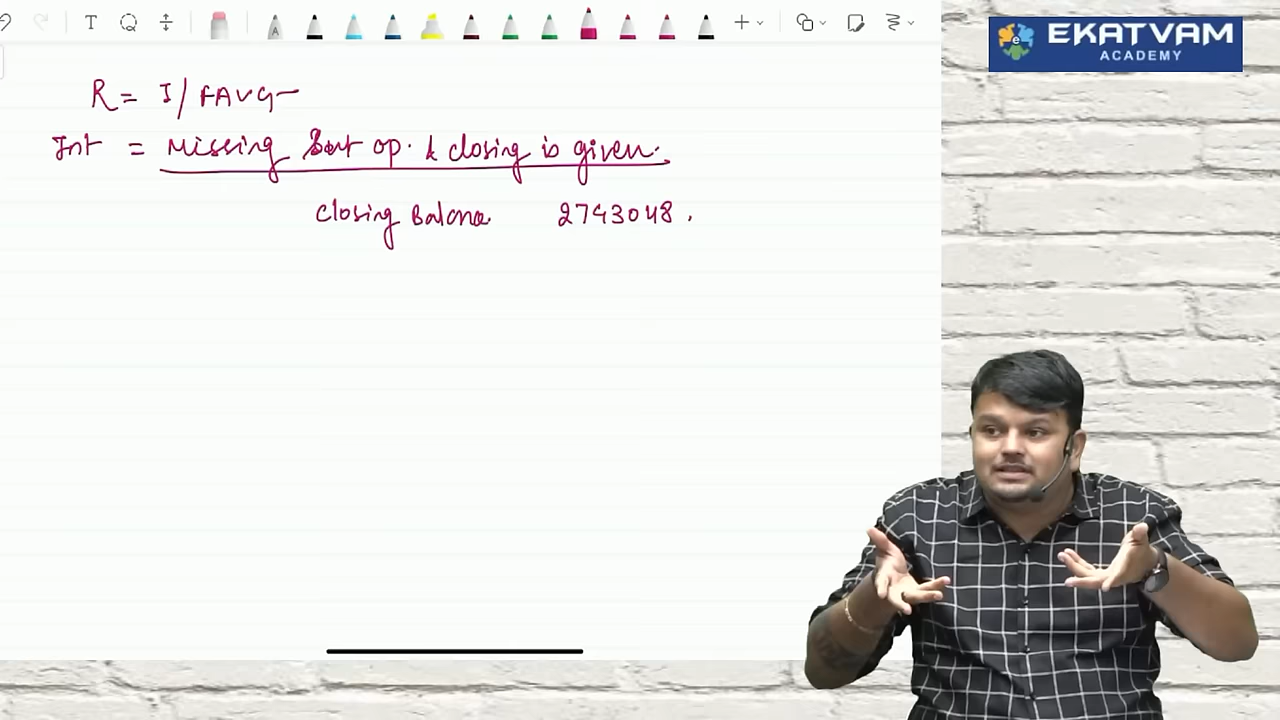 EKATVAM
ACADEMY
R = I/FAVG
Int = Missing But op. & closing is given.
closing Balance 2743048.